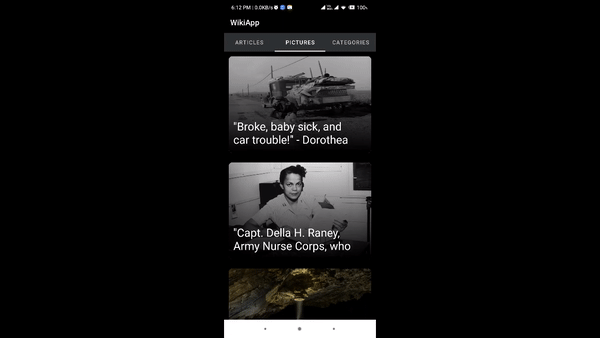 6:12 PM | 0.0KB/s
100%
WikiApp
ARTICLES PICTURES CATEGORIES
"Broke, baby sick, and
car trouble!" - Dorothea
"Capt. Della H. Raney,
Army Nurse Corps, who